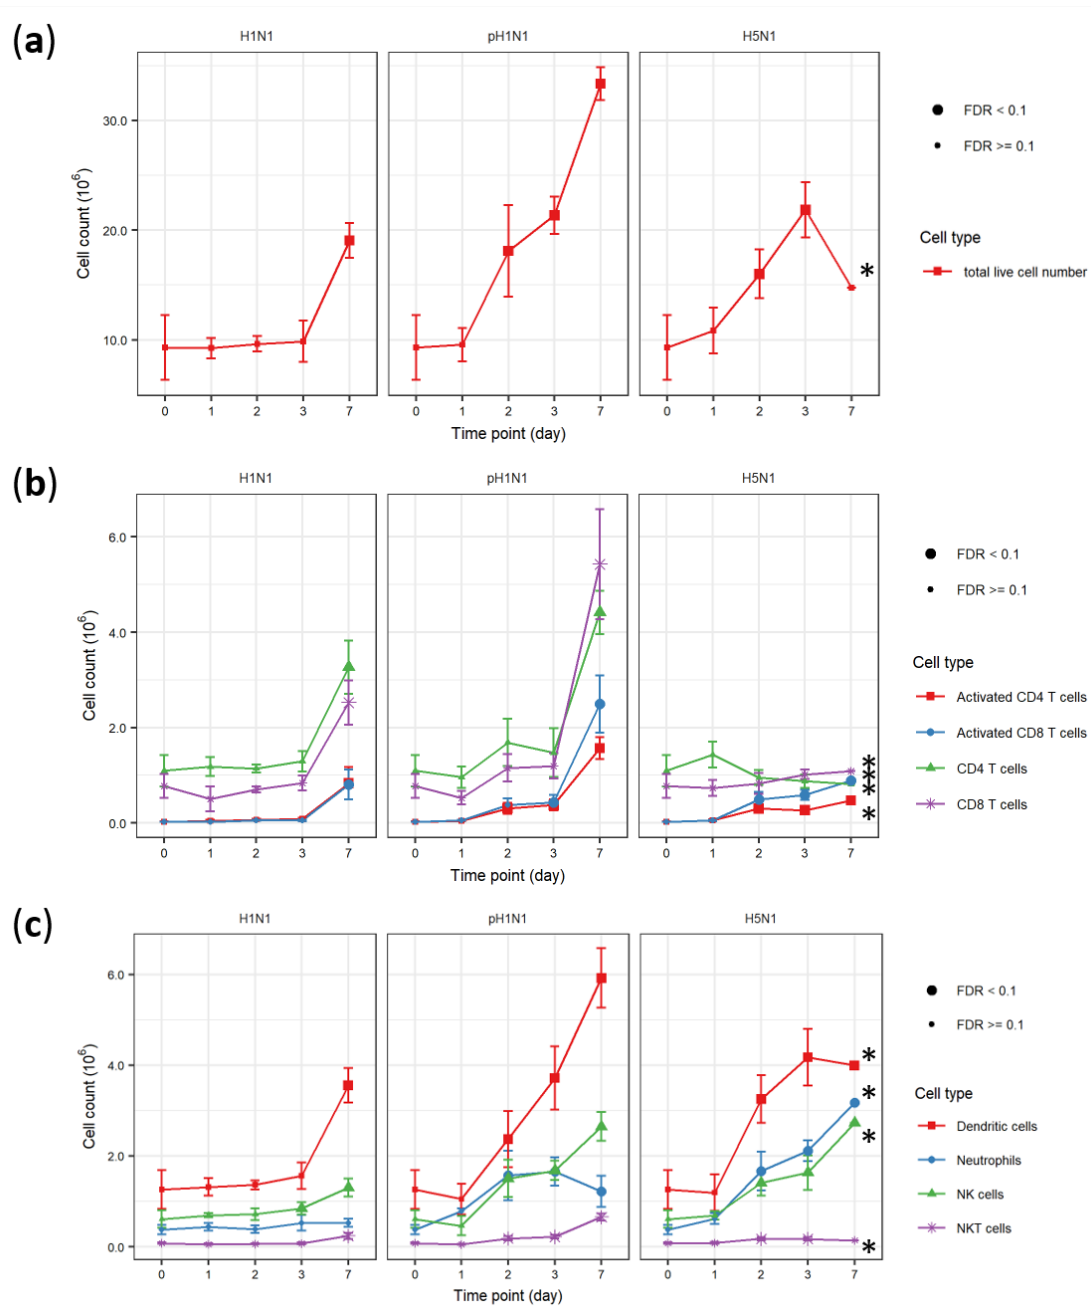 (a)
H1N1 pH1N1 H5N1
Cell count (10⁶)
30.0
20.0
10.0
0 1 2 3 7 0 1 2 3 7 0 1 2 3 7
Time point (day)
*
FDR < 0.1
FDR >= 0.1
Cell type
total live cell number
(b)
H1N1 pH1N1 H5N1
Cell count (10⁶)
6.0
4.0
2.0
0.0
0 1 2 3 7 0 1 2 3 7 0 1 2 3 7
Time point (day)
*
*
*
*
FDR < 0.1
FDR >= 0.1
Cell type
Activated CD4 T cells
Activated CD8 T cells
CD4 T cells
CD8 T cells
(c)
H1N1 pH1N1 H5N1
Cell count (10⁶)
6.0
4.0
2.0
0.0
0 1 2 3 7 0 1 2 3 7 0 1 2 3 7
Time point (day)
*
*
*
*
FDR < 0.1
FDR >= 0.1
Cell type
Dendritic cells
Neutrophils
NK cells
NKT cells